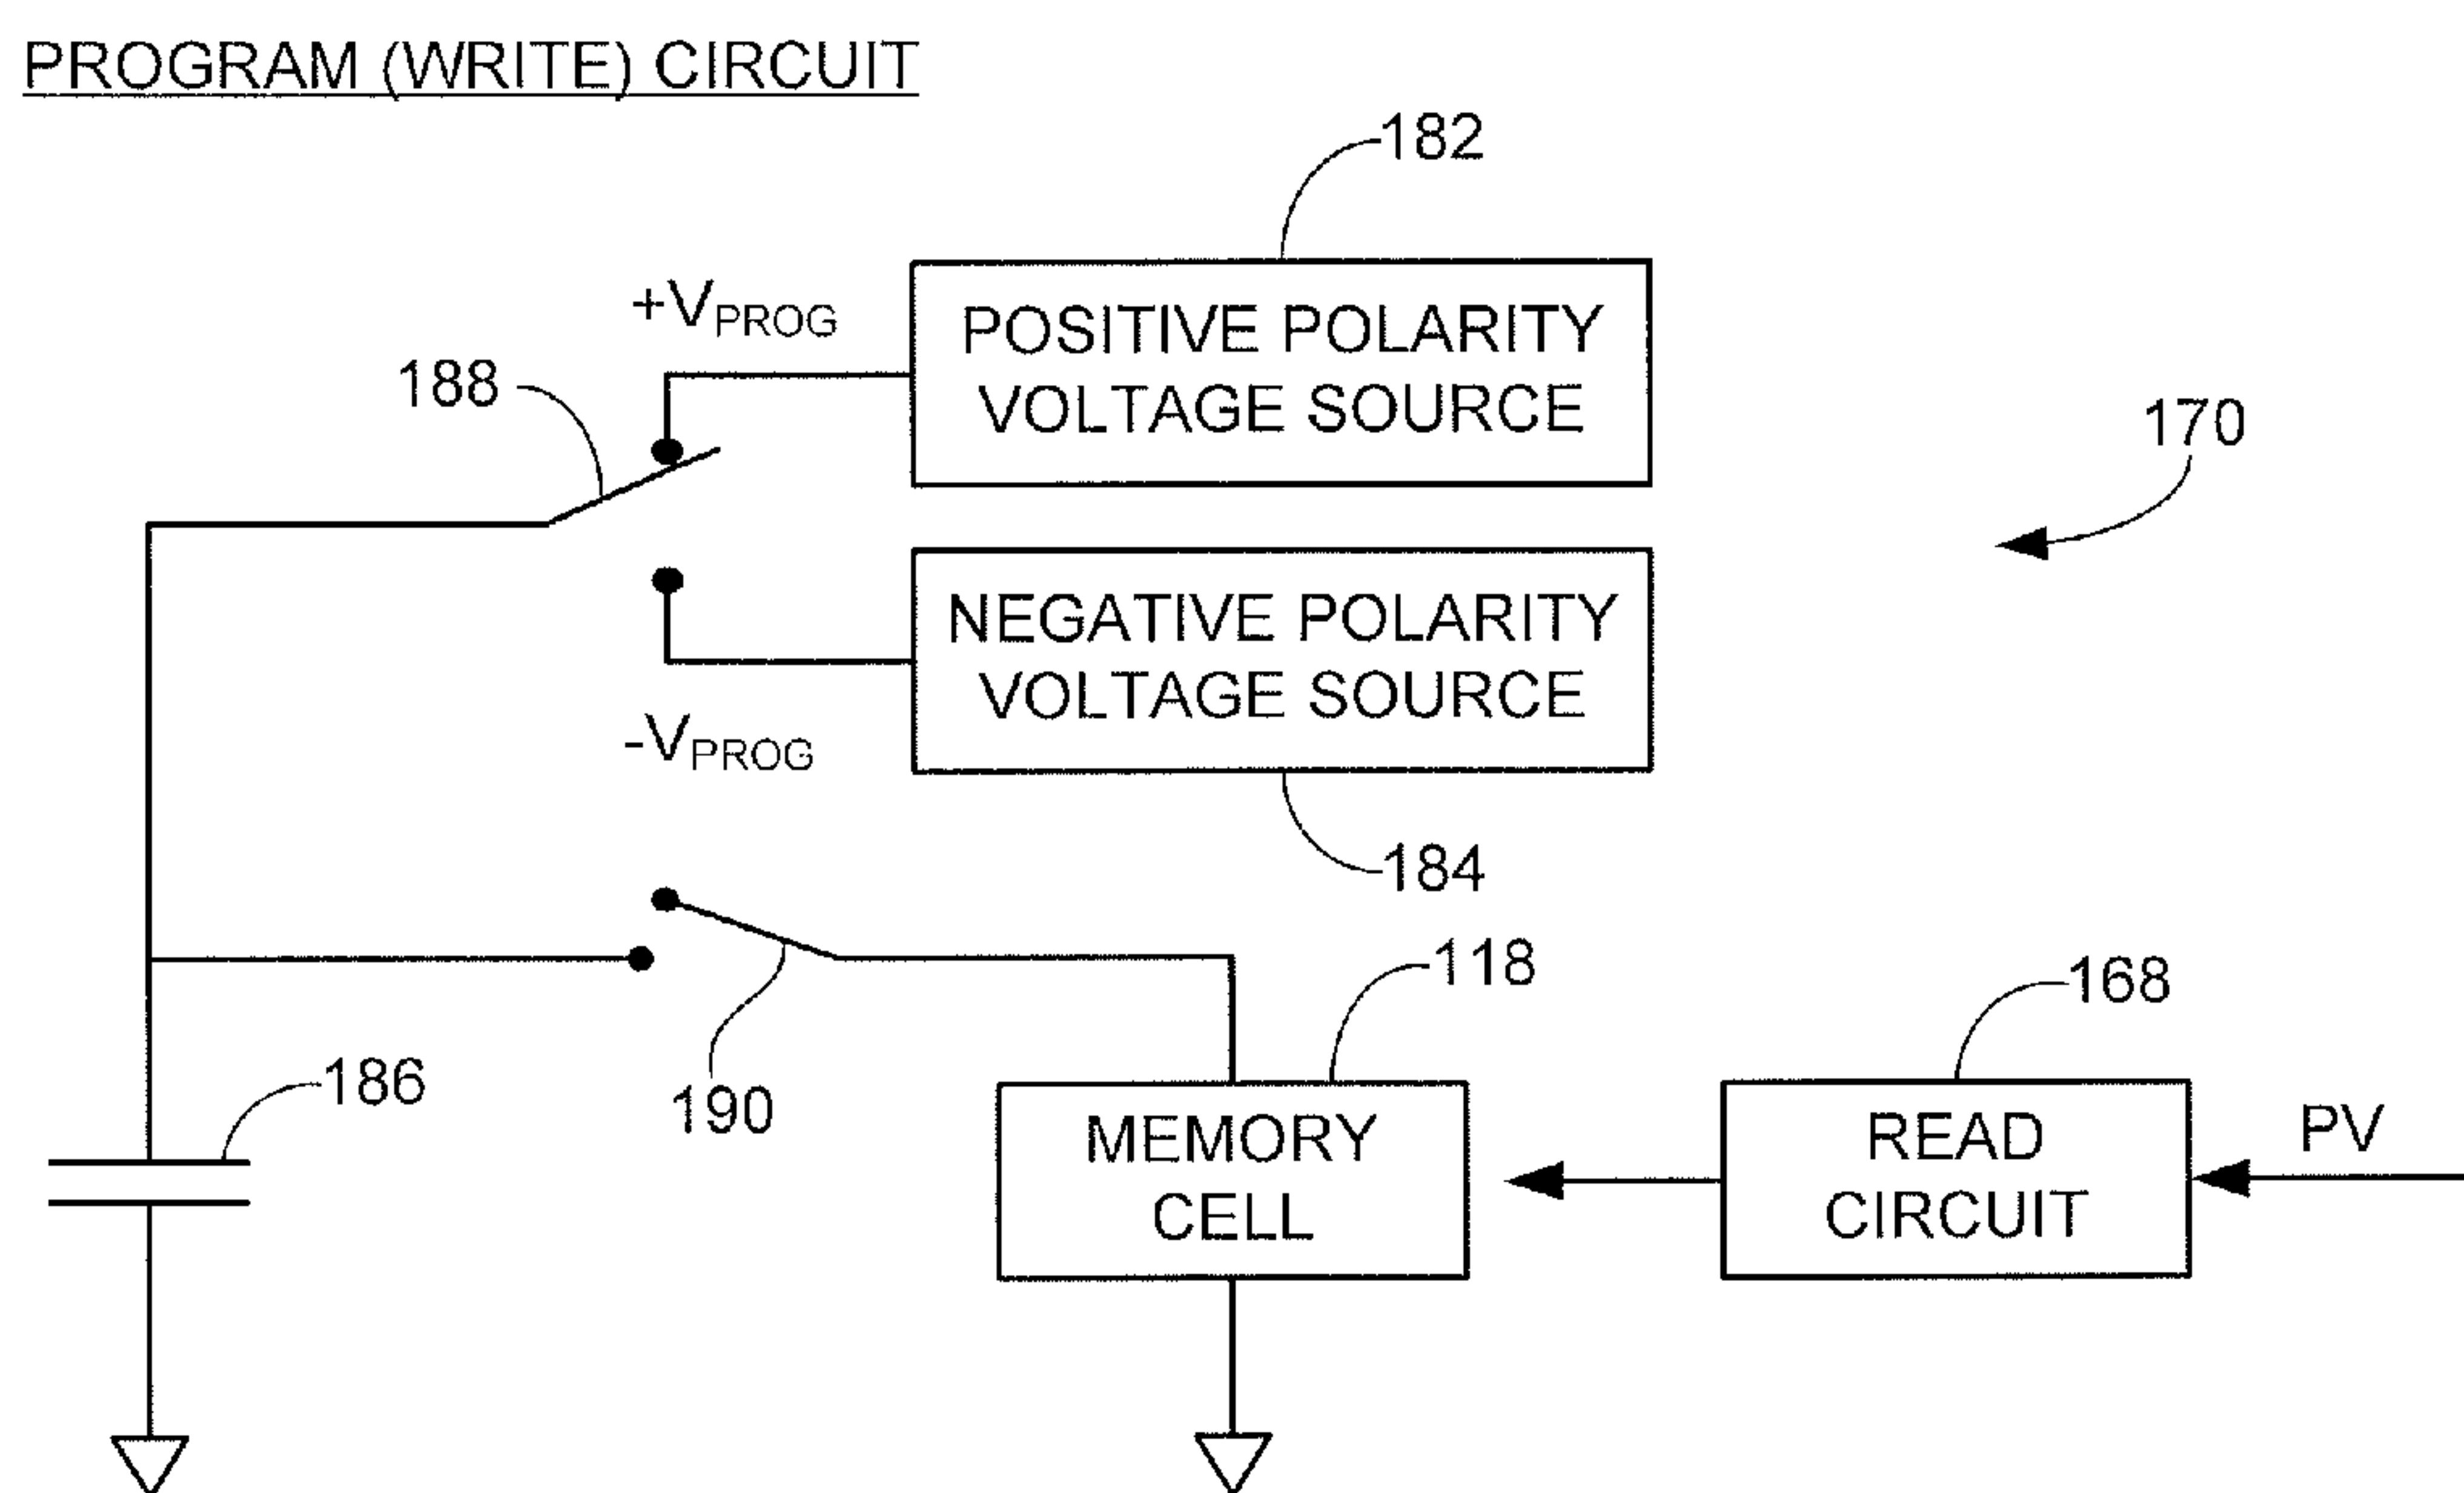 PROGRAM (WRITE) CIRCUIT
182
+VPROG
POSITIVE POLARITY
VOLTAGE SOURCE
188
170
NEGATIVE POLARITY
VOLTAGE SOURCE
-VPROG
184
190
118
168
186
MEMORY
CELL
READ
CIRCUIT
PV